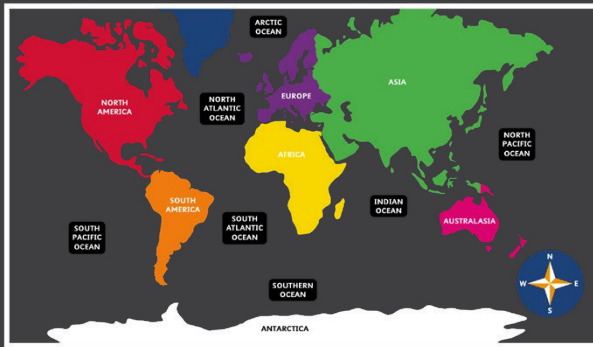 ARCTIC
OCEAN
ASIA
EUROPE
NORTH
AMERICA
NORTH
ATLANTIC
OCEAN
NORTH
PACIFIC
OCEAN
AFRICA
SOUTH
AMERICA
INDIAN
OCEAN
SOUTH
ATLANTIC
OCEAN
AUSTRALASIA
SOUTH
PACIFIC
OCEAN
N
W
E
S
SOUTHERN
OCEAN
ANTARCTICA